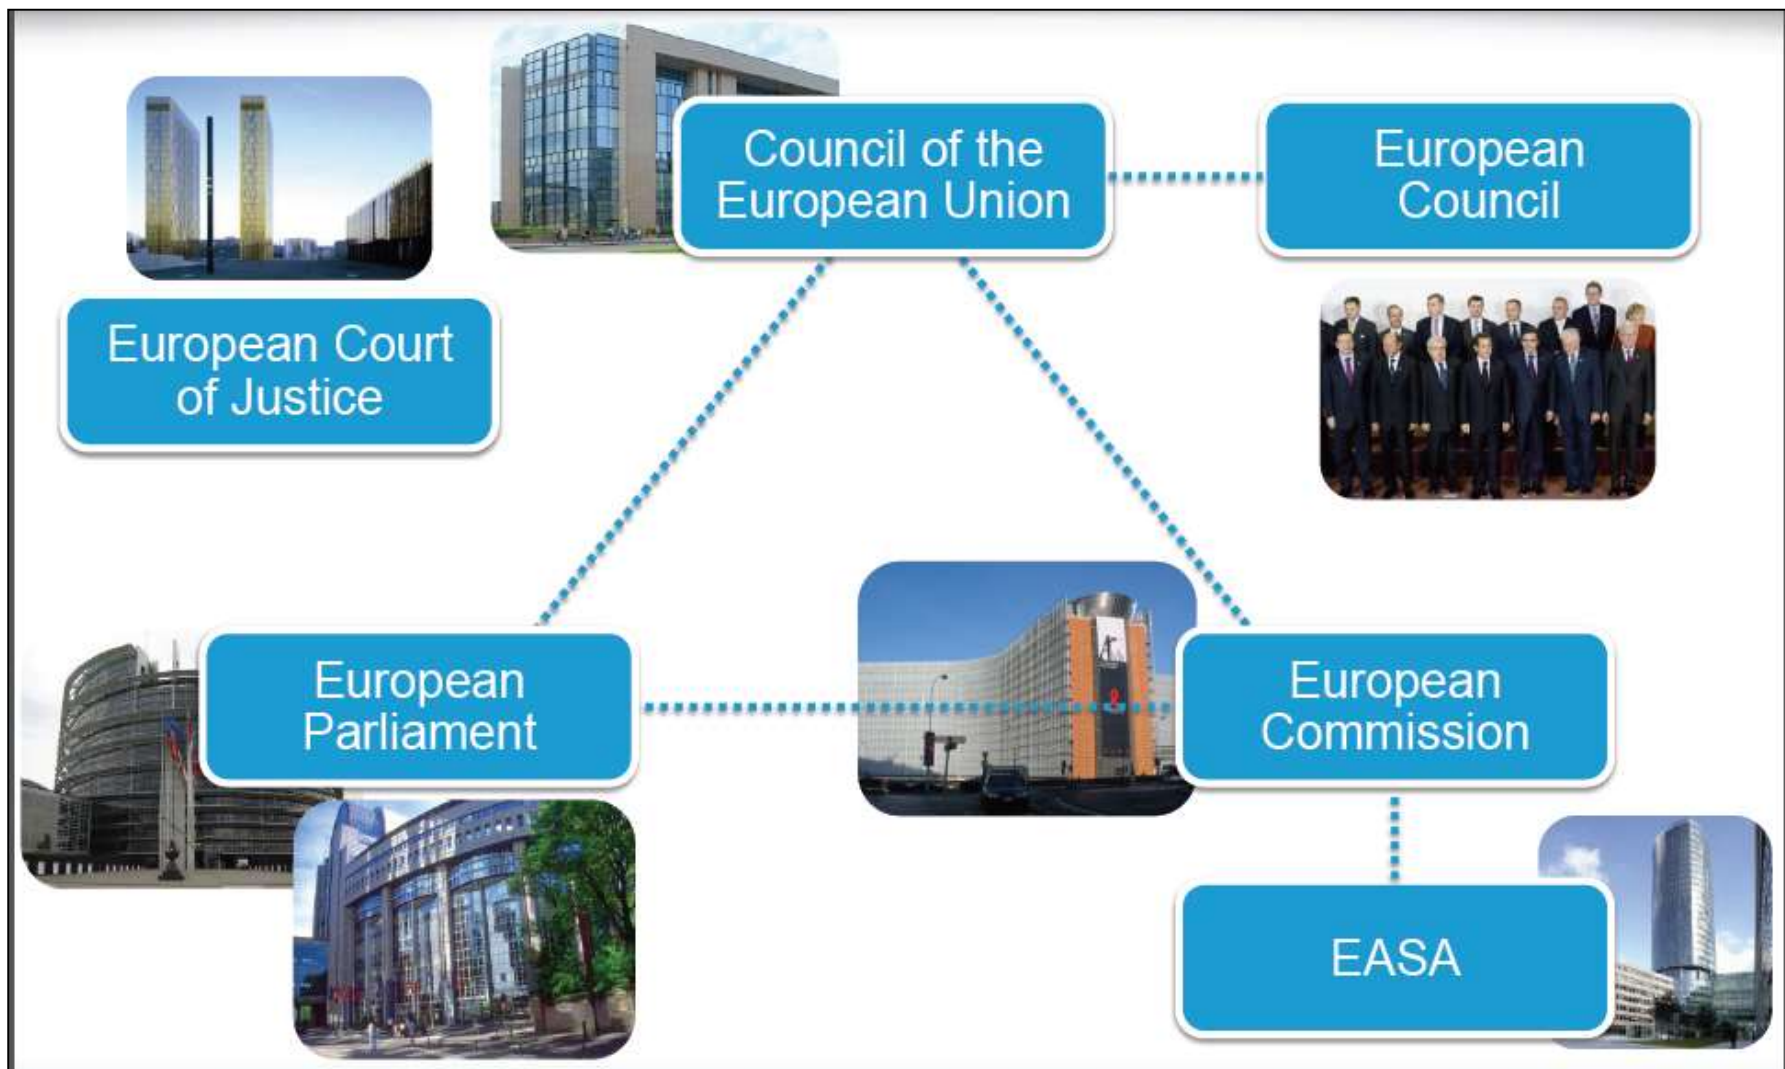 Council of the
European Union
European
Council
European Court
of Justice
European
Parliament
European
Commission
EASA